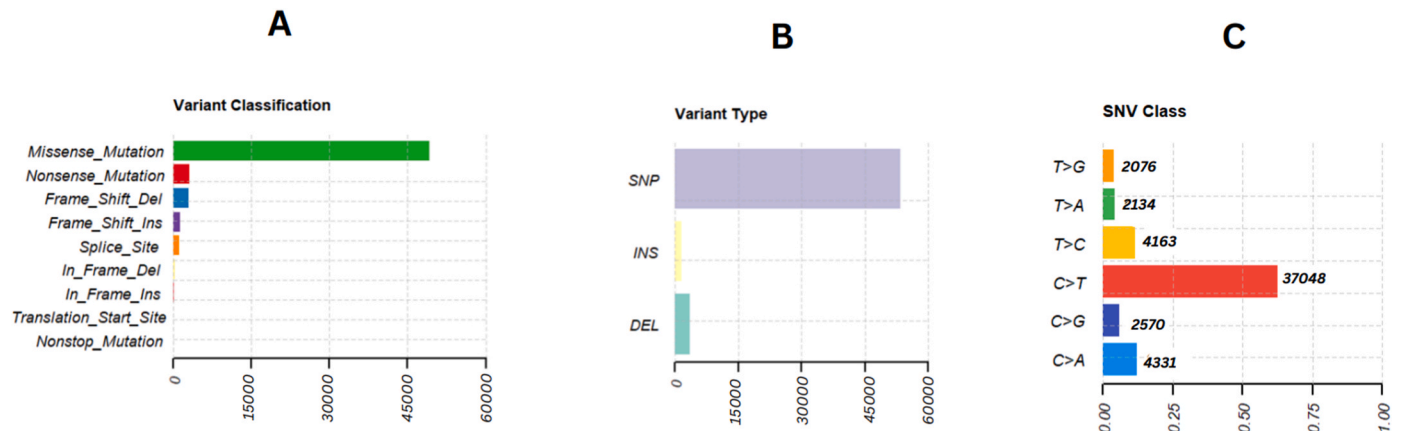 A
B
C
Variant Classification
Missense_Mutation
Nonsense_Mutation
Frame_Shift_Del
Frame_Shift_Ins
Splice_Site
In_Frame_Del
In_Frame_Ins
Translation_Start_Site
Nonstop_Mutation
0 15000 30000 45000 60000
Variant Type
SNP
INS
DEL
0 15000 30000 45000 60000
SNV Class
T>G 2076
T>A 2134
T>C 4163
C>T 37048
C>G 2570
C>A 4331
0.00 0.25 0.50 0.75 1.00